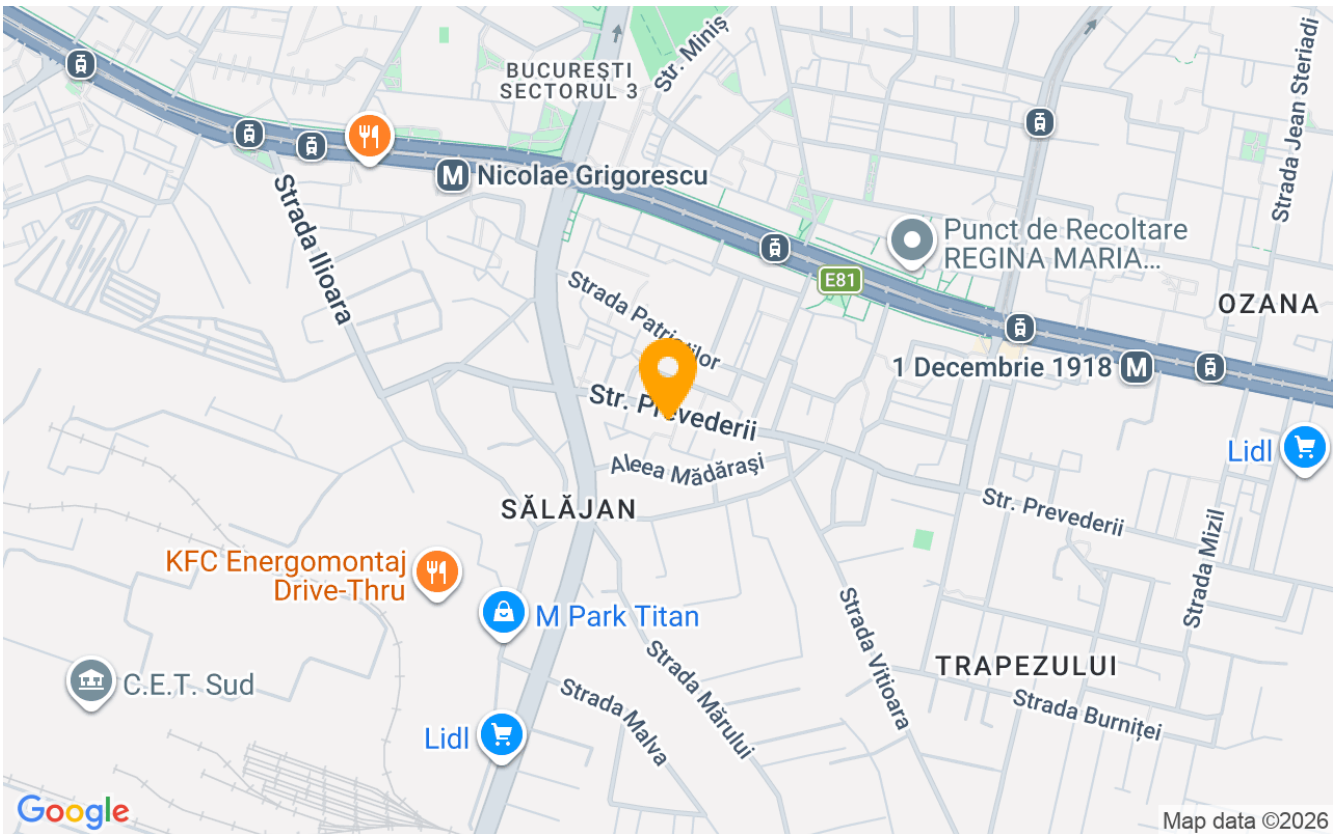 BUCUREȘTI
SECTORUL 3
Str. Miniș
Strada Jean Steriadi
M Nicolae Grigorescu
Punct de Recoltare
REGINA MARIA...
Strada Ilioara
E81
OZANA
Strada Patrioților
1 Decembrie 1918 M
Str. Prevederii
Lidl
Aleea Mădărași
SĂLĂJAN
Str. Prevederii
Strada Mizil
KFC Energomontaj
Drive-Thru
M Park Titan
Strada Vitioara
C.E.T. Sud
TRAPEZULUI
Strada Mărului
Strada Malva
Strada Burniței
Lidl
Google
Map data ©2026